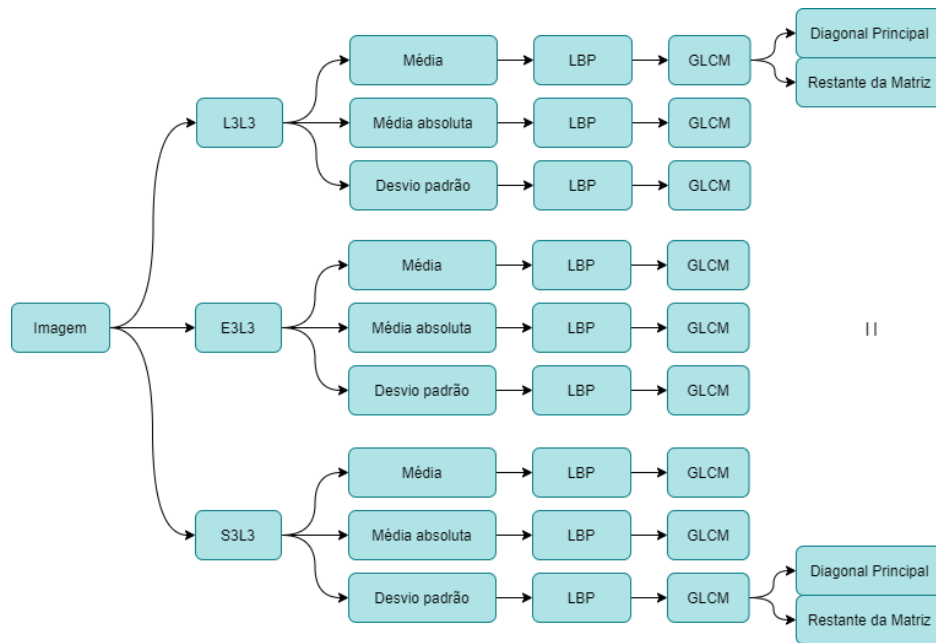 Diagonal Principal
Média LBP GLCM
Restante da Matriz
L3L3 Média absoluta LBP GLCM
Desvio padrão LBP GLCM
Média LBP GLCM
Imagem E3L3 Média absoluta LBP GLCM
I I
Desvio padrão LBP GLCM
Média LBP GLCM
S3L3 Média absoluta LBP GLCM
Diagonal Principal
Desvio padrão LBP GLCM
Restante da Matriz